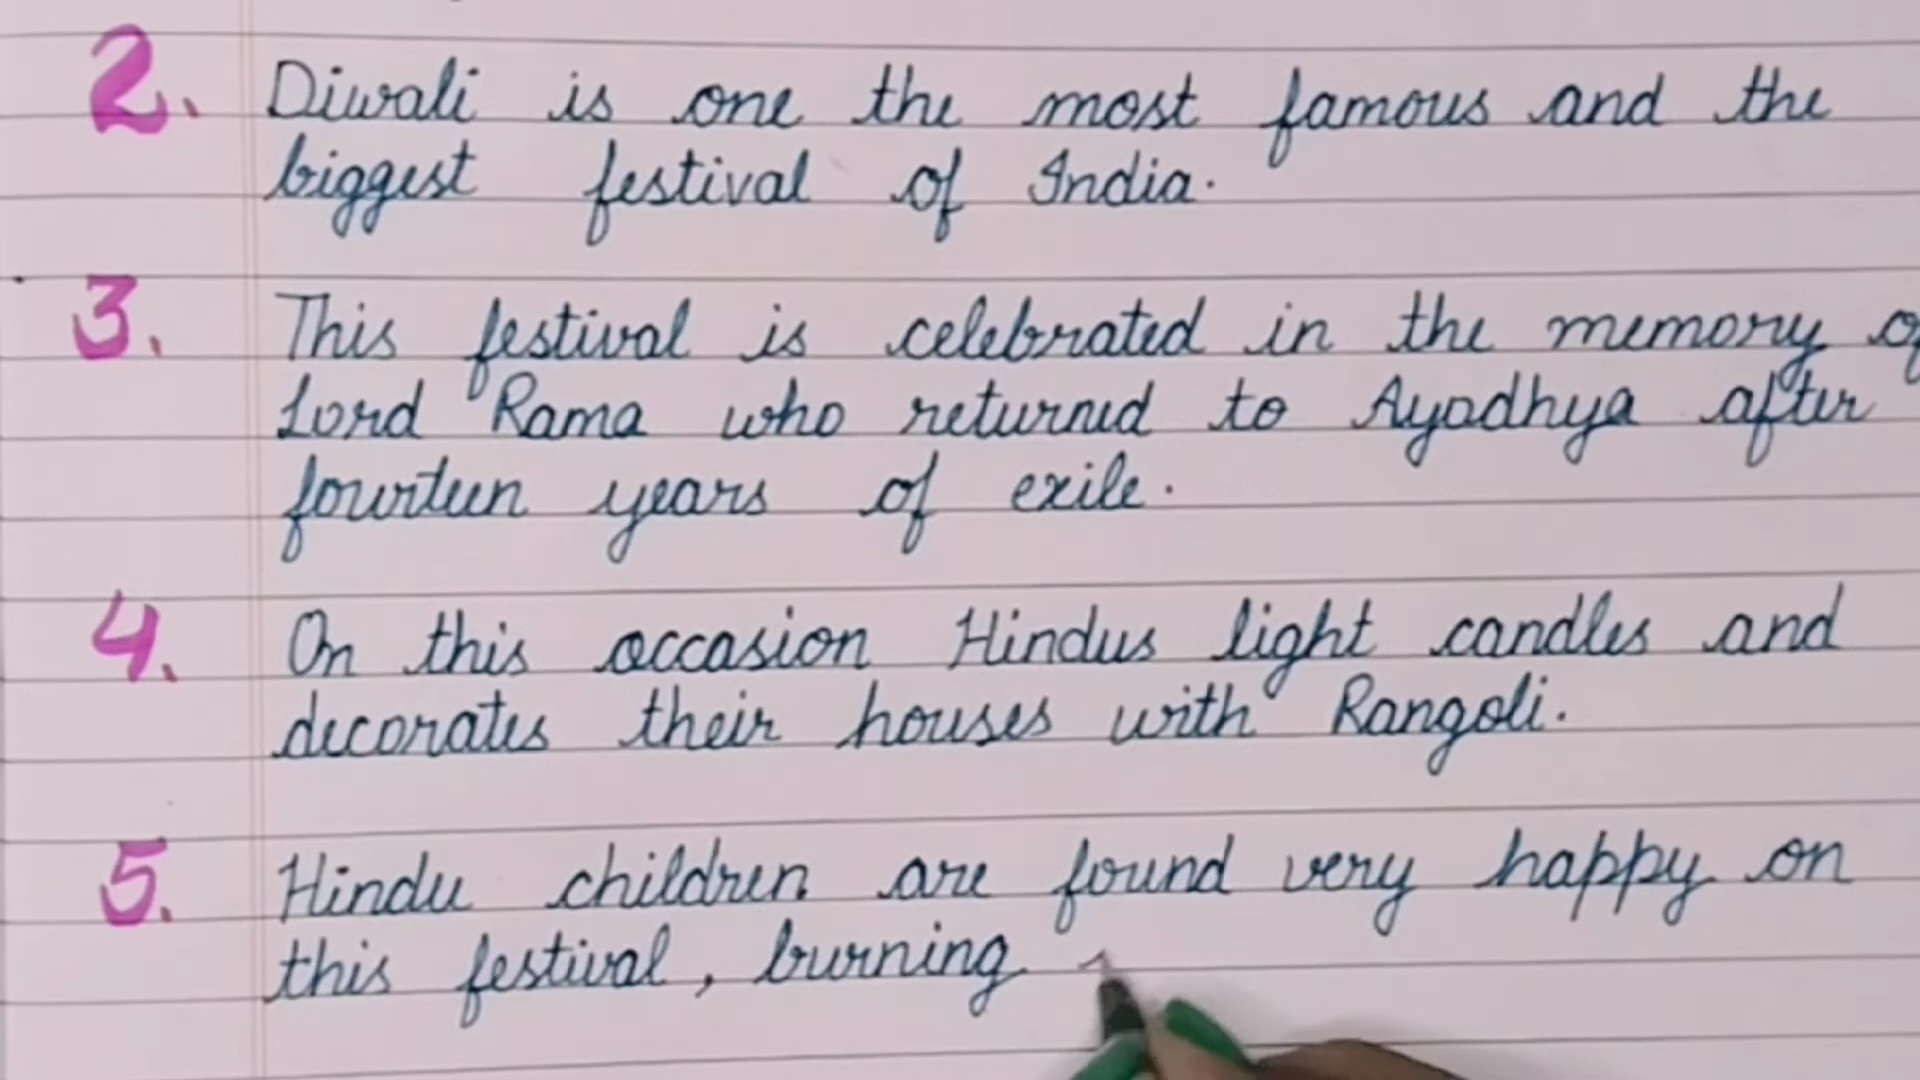 2. Diwali is one the most famous and the
biggest festival of India.
3. This festival is celebrated in the memory of
Lord Rama who returned to Ayodhya after
fourteen years of exile.
4. On this occasion Hindus light candles and
decorates their houses with Rangoli.
5. Hindu children are found very happy on
this festival, burning